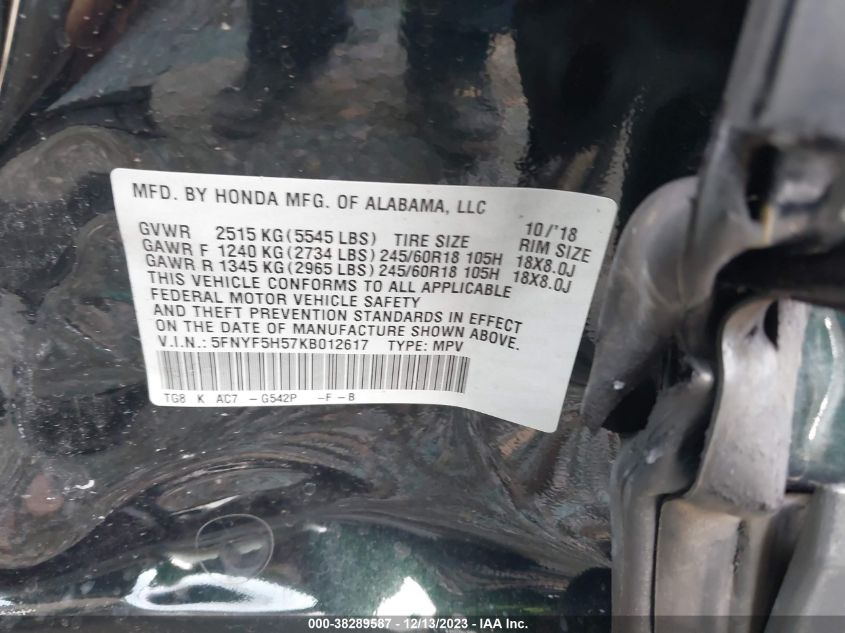 MFD. BY HONDA MFG. OF ALABAMA, LLC
10/'18
GVWR 2515 KG(5545 LBS) TIRE SIZE RIM SIZE
GAWR F 1240 KG(2734 LBS) 245/60R18 105H 18X8.0J
GAWR R 1345 KG(2965 LBS) 245/60R18 105H 18X8.0J
THIS VEHICLE CONFORMS TO ALL APPLICABLE
FEDERAL MOTOR VEHICLE SAFETY
AND THEFT PREVENTION STANDARDS IN EFFECT
ON THE DATE OF MANUFACTURE SHOWN ABOVE.
V.I.N.: 5FNYF5H57KB012617 TYPE: MPV
TG8 K AC7 -G542P -F-B
000-38289587 - 12/13/2023 - IAA Inc.